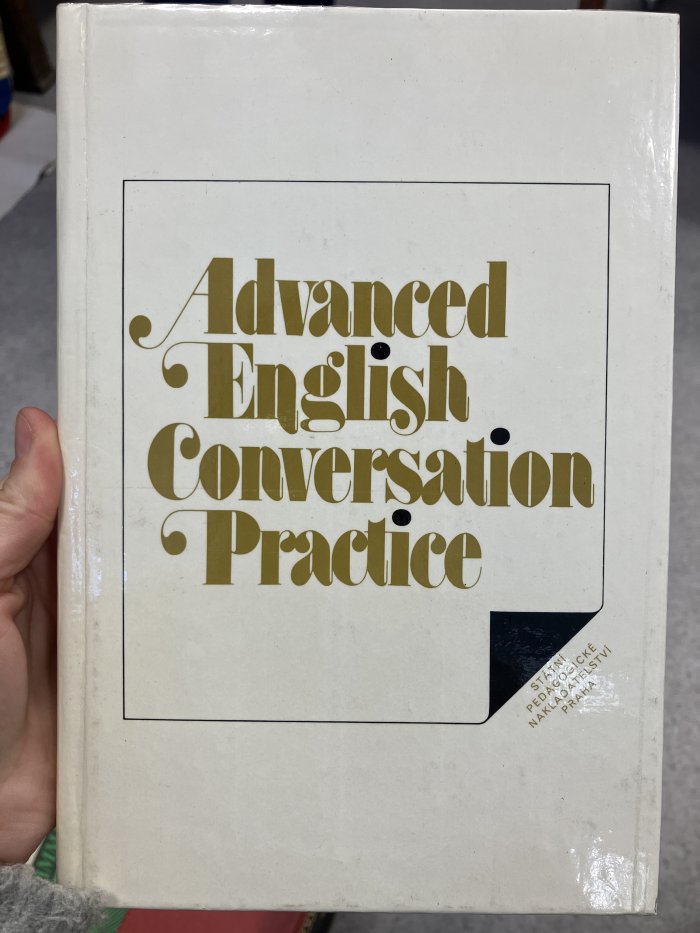 Advanced
English
Conversation
Practice
STÁTNÍ
PEDAGOGICKÉ
NAKLADATELSTVÍ
PRAHA